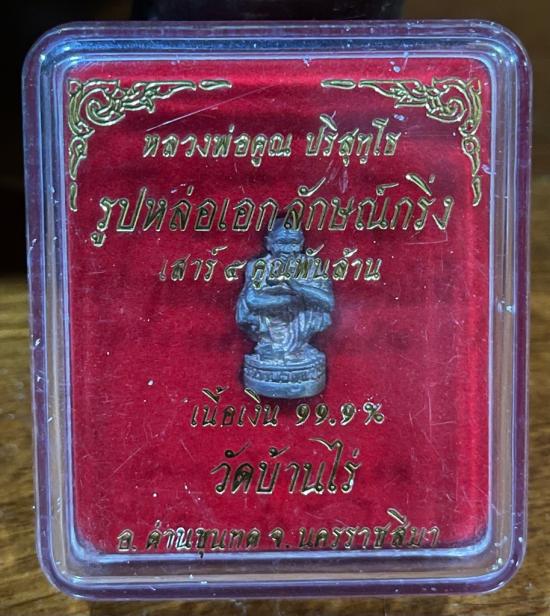 หลวงพ่อคูณ ปริสุทฺโธ
รูปหล่อเอกลักษณ์กริ่ง
เสาร์ ๕ คูณพันล้าน
เนื้อเงิน 99.9%
วัดบ้านไร่
อ. ด่านขุนทด จ. นครราชสีมา